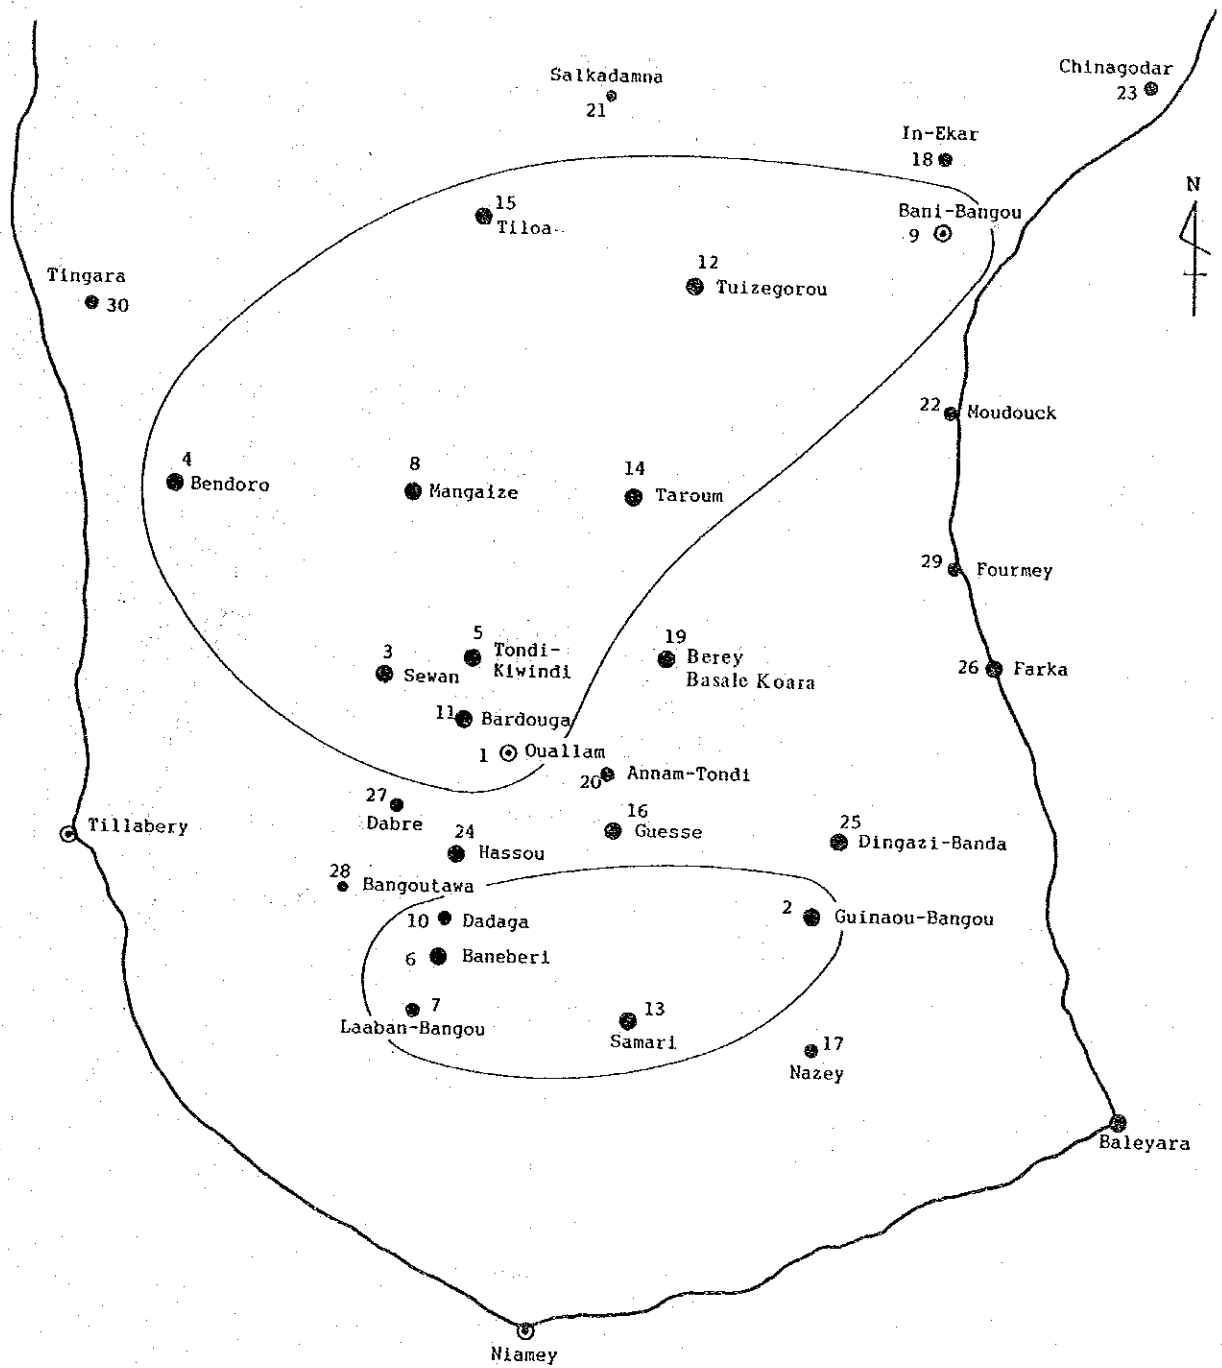 Salkadamna
21
Chinagodar
23
In-Ekar
18
N
15
Tiloa
Bani-Bangou
9
12
Tuizegorou
Tingara
30
22 Moudouck
4
Bendoro
8
Mangaize
14
Taroum
29 Fourmey
3
Sewan
5
Tondi-
Kiwindi
19
Berey
Basale Koara
26 Farka
11 Bardouga
1 Ouallam
20 Annam-Tondi
27
Dabre
16
Guesse
Tillabery
24
Hassou
25
Dingazi-Banda
28
Bangoutawa
10 Dadaga
2 Guinaou-Bangou
6 Baneberi
7
Laaban-Bangou
13
Samari
17
Nazey
Baleyara
Niamey